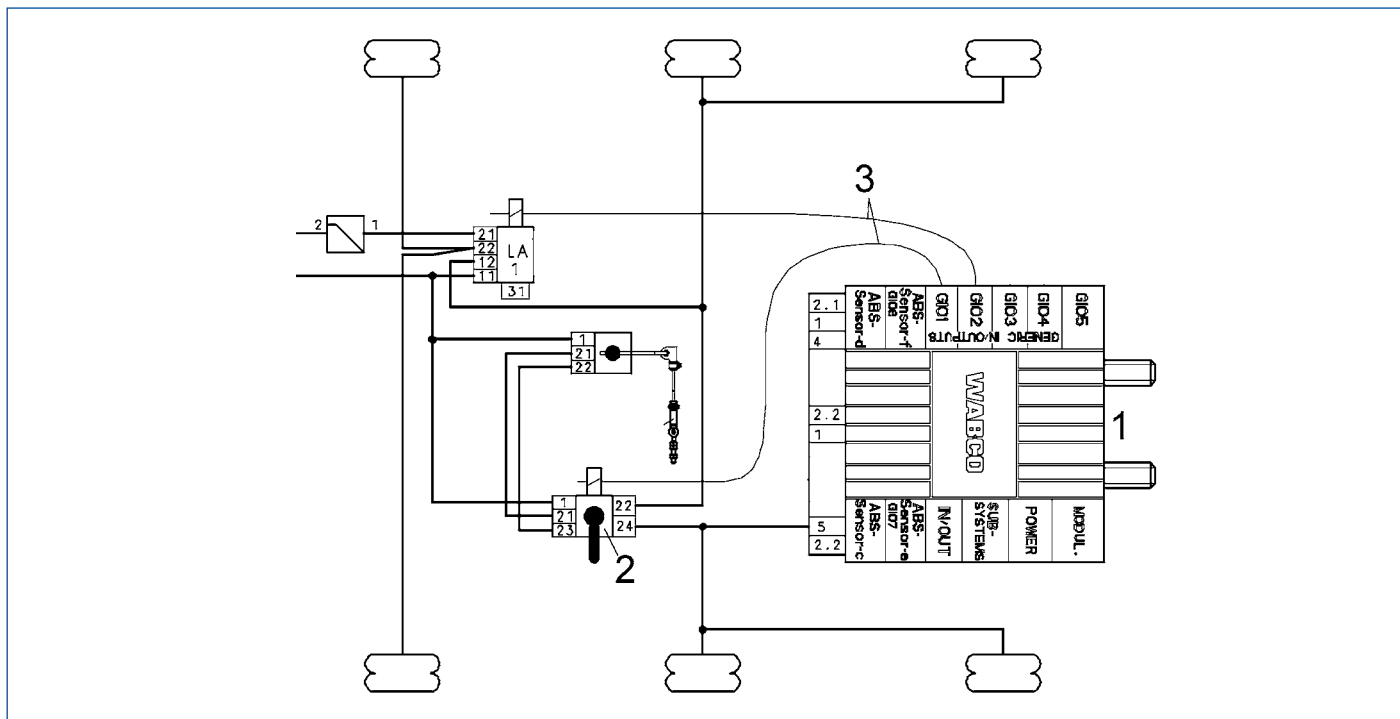 3
2 1
21
22
12
11
LA
1
31
1
21
22
1
21
23
22
24
2
2.1
1
4
2.2
1
5
2.2
ABS-
Sensor-d
ABS-
Sensor-f
GIO6
GIO1
GIO2
GIO3
GIO4
GIO5
GENERIC IN/OUTPUTS
WABCO
1
ABS-
Sensor-c
ABS-
Sensor-e
GIO7
IN/OUT
SUB-
SYSTEMS
POWER
MODUL.